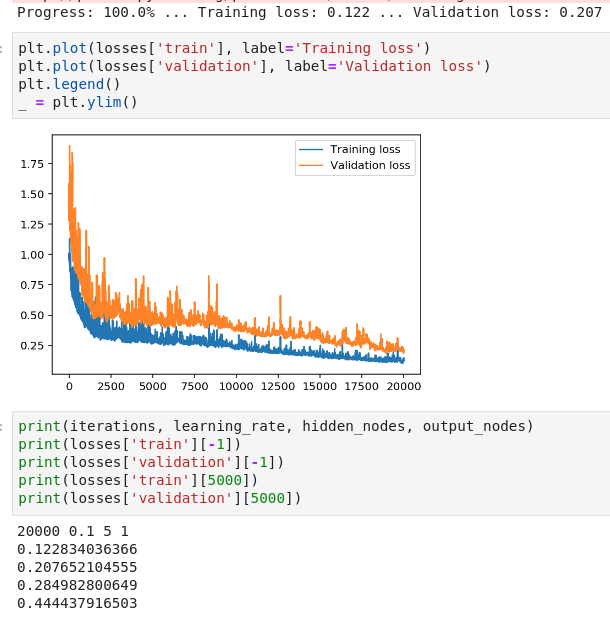 Progress: 100.0% ... Training loss: 0.122 ... Validation loss: 0.207
plt.plot(losses['train'], label='Training loss')
plt.plot(losses['validation'], label='Validation loss')
plt.legend()
_ = plt.ylim()
Training loss
Validation loss
1.75
1.50
1.25
1.00
0.75
0.50
0.25
0 2500 5000 7500 10000 12500 15000 17500 20000
print(iterations, learning_rate, hidden_nodes, output_nodes)
print(losses['train'][-1])
print(losses['validation'][-1])
print(losses['train'][5000])
print(losses['validation'][5000])
20000 0.1 5 1
0.122834036366
0.207652104555
0.284982800649
0.444437916503